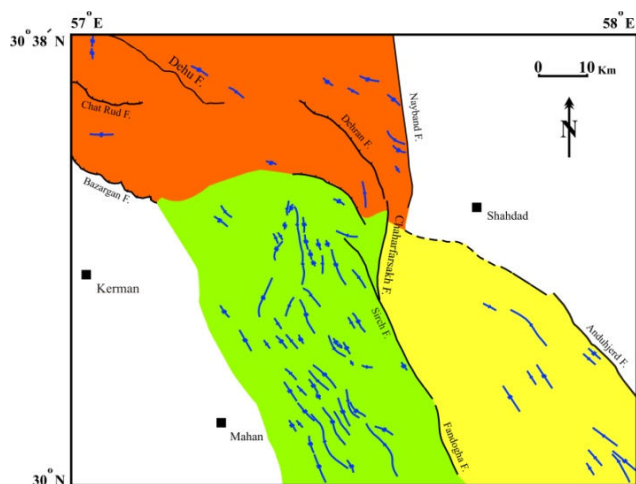 57° E
58° E
30° 38′ N
0 10 Km
N
Dehu F.
Chat Rud F.
Dehran F.
Nayband F.
Bazargan F.
Shahdad
Chaharfarsakh F.
Kerman
Sirch F.
Anduhjerd F.
Mahan
Fandogha F.
30° N